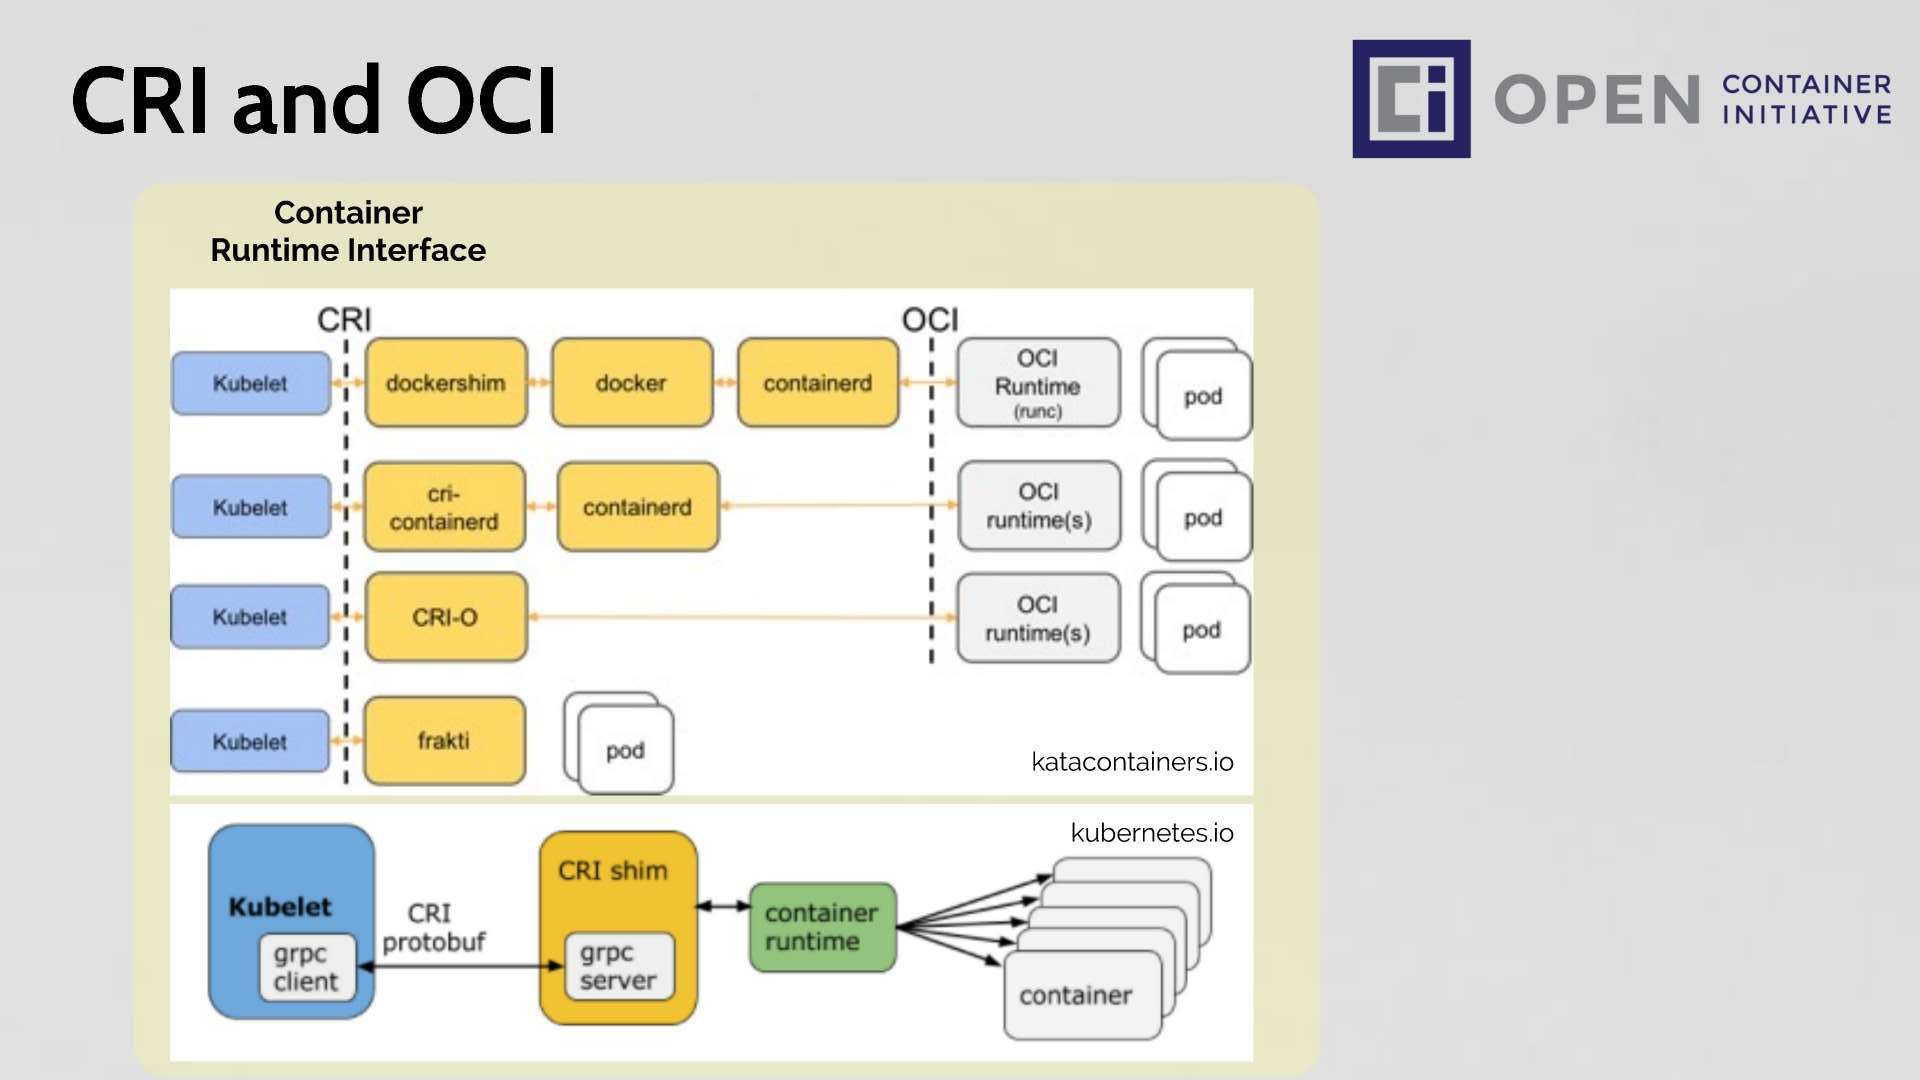 CRI and OCI
Ci OPEN CONTAINER
INITIATIVE
Container
Runtime Interface
CRI
OCI
Kubelet
dockershim
docker
containerd
OCI
Runtime
(runc)
pod
Kubelet
cri-
containerd
containerd
OCI
runtime(s)
pod
Kubelet
CRI-O
OCI
runtime(s)
pod
Kubelet
frakti
pod
katacontainers.io
kubernetes.io
Kubelet
grpc
client
CRI
protobuf
CRI shim
grpc
server
container
runtime
container